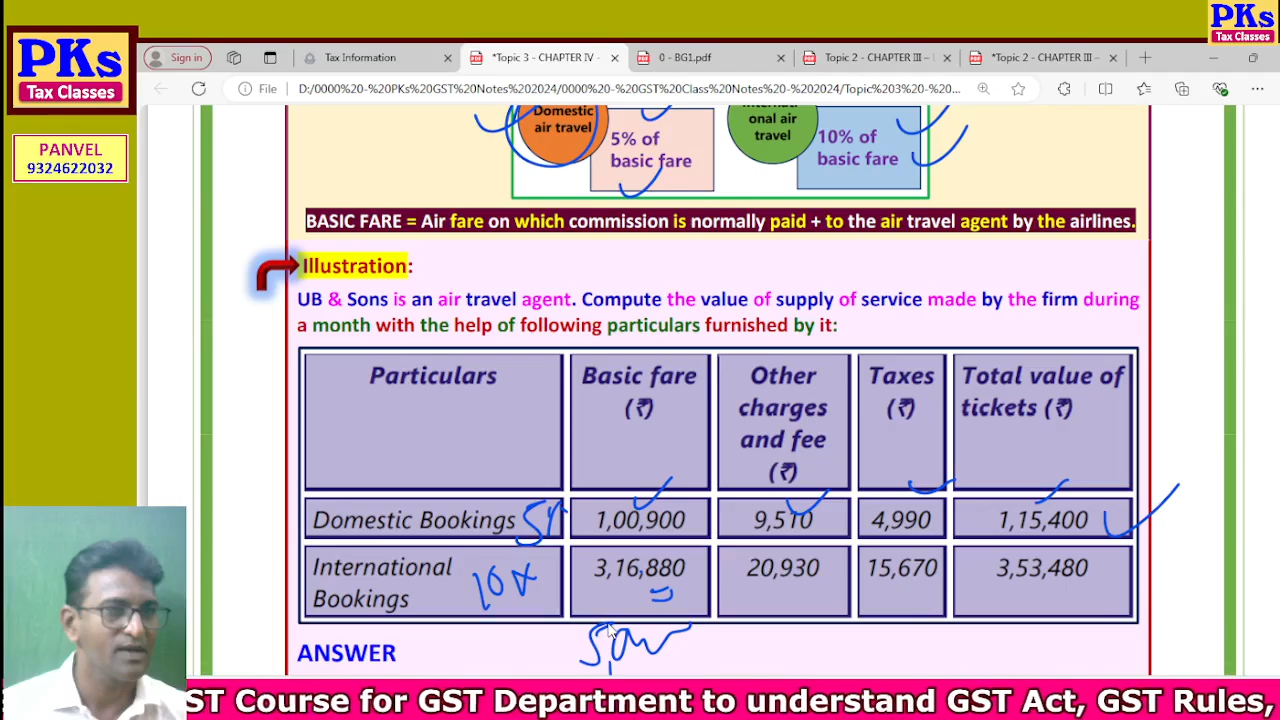 PKs
Tax Classes
PKs
Tax Classes
PANVEL
9324622032
Sign in
Tax Information
*Topic 3 - CHAPTER IV -
0 - BG1.pdf
Topic 2 - CHAPTER III – L
*Topic 2 - CHAPTER III –
File
D:/0000%20-%20PKs%20GST%20Notes%202024/0000%20-%20GST%20Class%20Notes%20-%202024/Topic%203%20-%20...
Domestic
air travel
5% of
basic fare
onal air
travel
10% of
basic fare
BASIC FARE = Air fare on which commission is normally paid + to the air travel agent by the airlines.
Illustration:
UB & Sons is an air travel agent. Compute the value of supply of service made by the firm during
a month with the help of following particulars furnished by it:
Particulars
Basic fare
(₹)
Other
charges
and fee
(₹)
Taxes
(₹)
Total value of
tickets (₹)
Domestic Bookings
1,00,900
9,510
4,990
1,15,400
International
Bookings
10
3,16,880
20,930
15,670
3,53,480
ANSWER
ST Course for GST Department to understand GST Act, GST Rules,